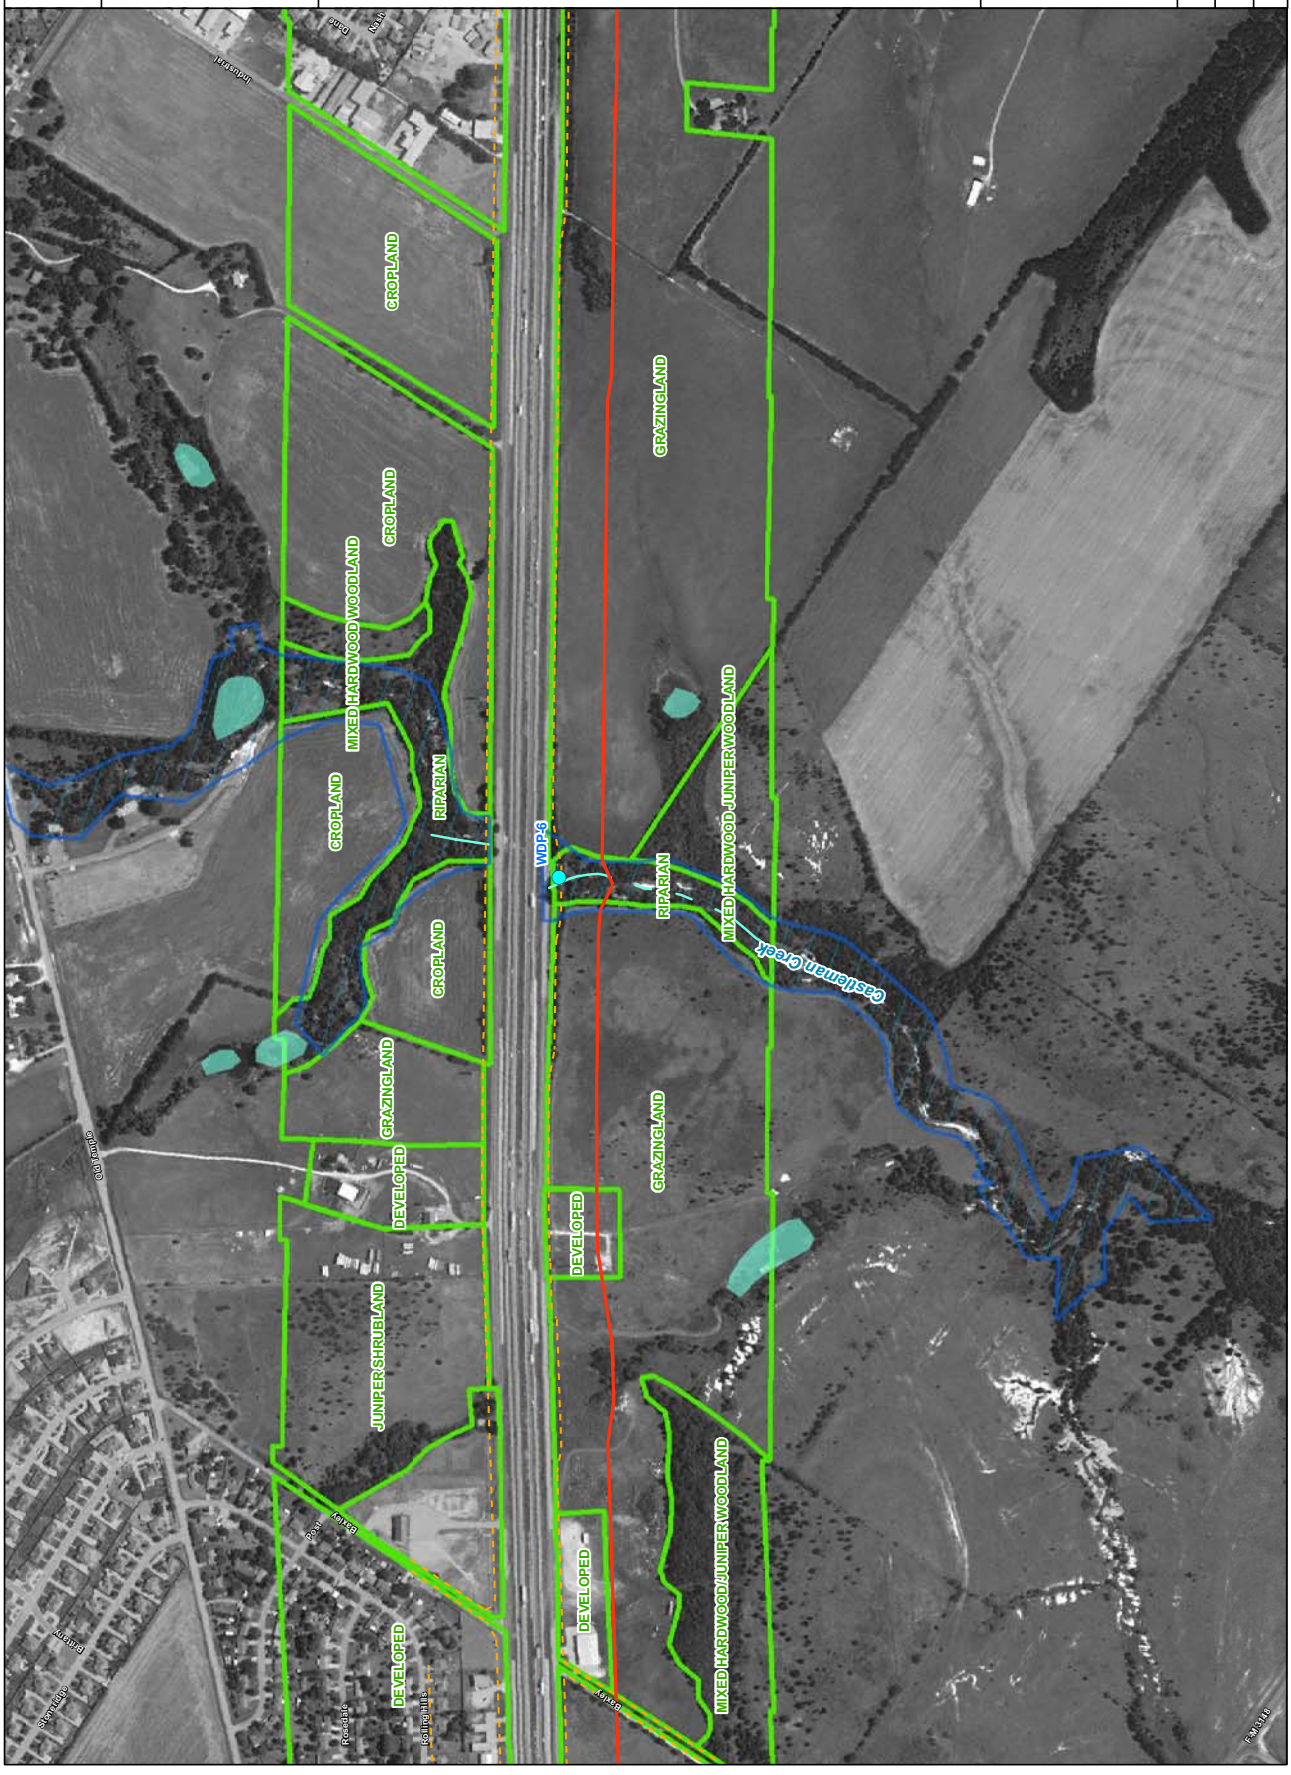 Industrial
Dane
Nash
CROPLAND
CROPLAND
GRAZINGLAND
MIXED HARDWOOD WOODLAND
CROPLAND
RIPARIAN
WDP-6
RIPARIAN
MIXED HARDWOOD JUNIPER WOODLAND
CROPLAND
Castleman Creek
GRAZINGLAND
GRAZINGLAND
Old Temple
DEVELOPED
DEVELOPED
JUNIPER SHRUBLAND
Baxley
Post
DEVELOPED
MIXED HARDWOOD/JUNIPER WOODLAND
DEVELOPED
Brittany
Stoneridge
Rosedale
Rolling Hills
Baxley
F-M 3148